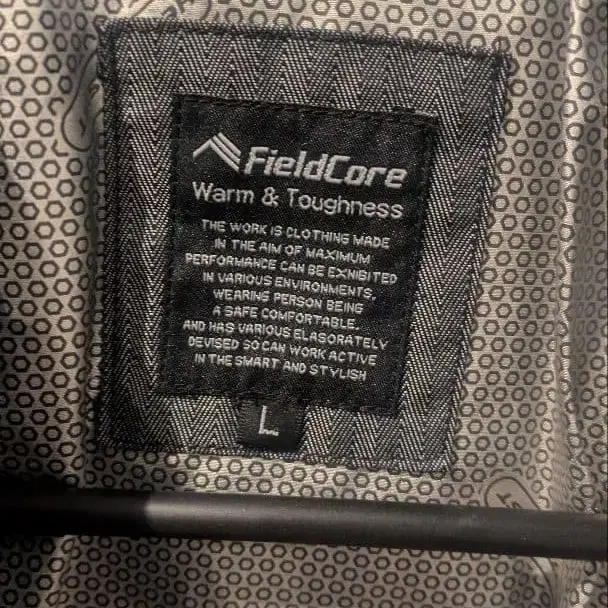 FieldCore
Warm & Toughness
THE WORK IS CLOTHING MADE
IN THE AIM OF MAXIMUM
PERFORMANCE CAN BE EXHIBITED
IN VARIOUS ENVIRONMENTS,
WEARING PERSON BEING
A SAFE COMFORTABLE.
AND HAS VARIOUS ELASORATELY
DEVISED SO CAN WORK ACTIVE
IN THE SMART AND STYLISH
L